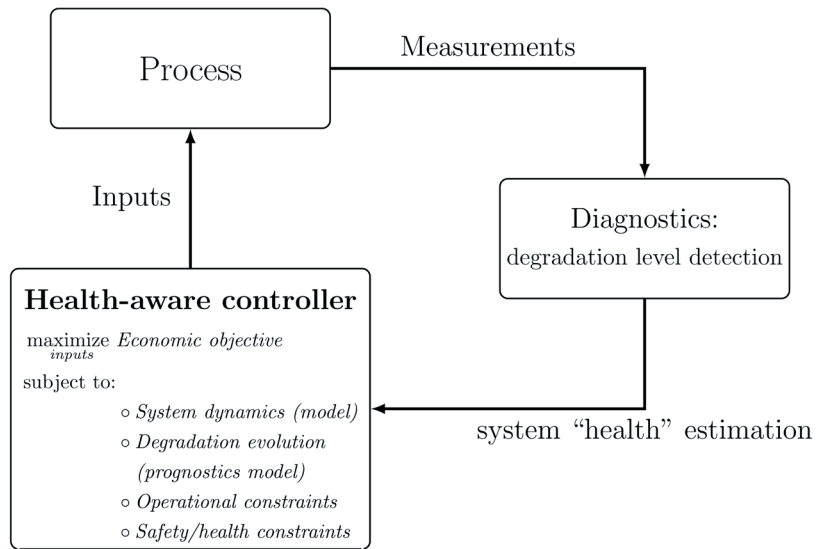 Process
Measurements
Inputs
Diagnostics:
degradation level detection
Health-aware controller
maximize Economic objective
inputs
subject to:
○ System dynamics (model)
○ Degradation evolution
(prognostics model)
○ Operational constraints
○ Safety/health constraints
system “health” estimation